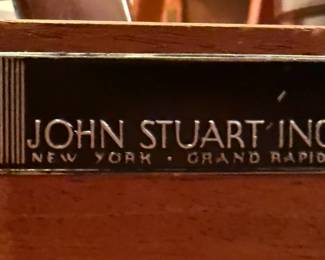 JOHN STUART INC
NEW YORK · GRAND RAPID